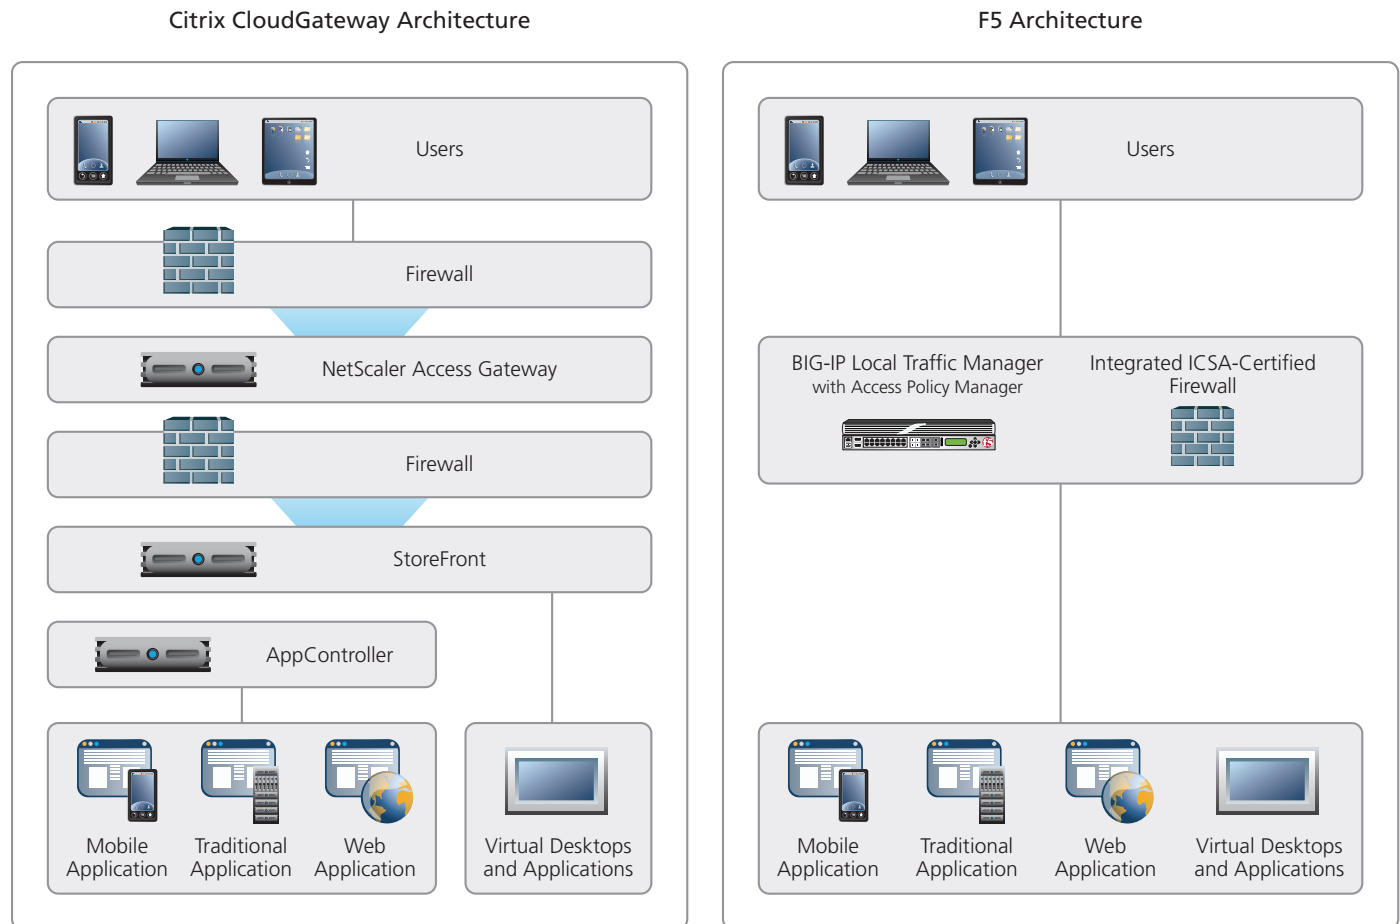 Citrix CloudGateway Architecture
Users
Firewall
NetScaler Access Gateway
Firewall
StoreFront
AppController
Mobile
Application
Traditional
Application
Web
Application
Virtual Desktops
and Applications
F5 Architecture
Users
BIG-IP Local Traffic Manager
with Access Policy Manager
Integrated ICSA-Certified
Firewall
Mobile
Application
Traditional
Application
Web
Application
Virtual Desktops
and Applications